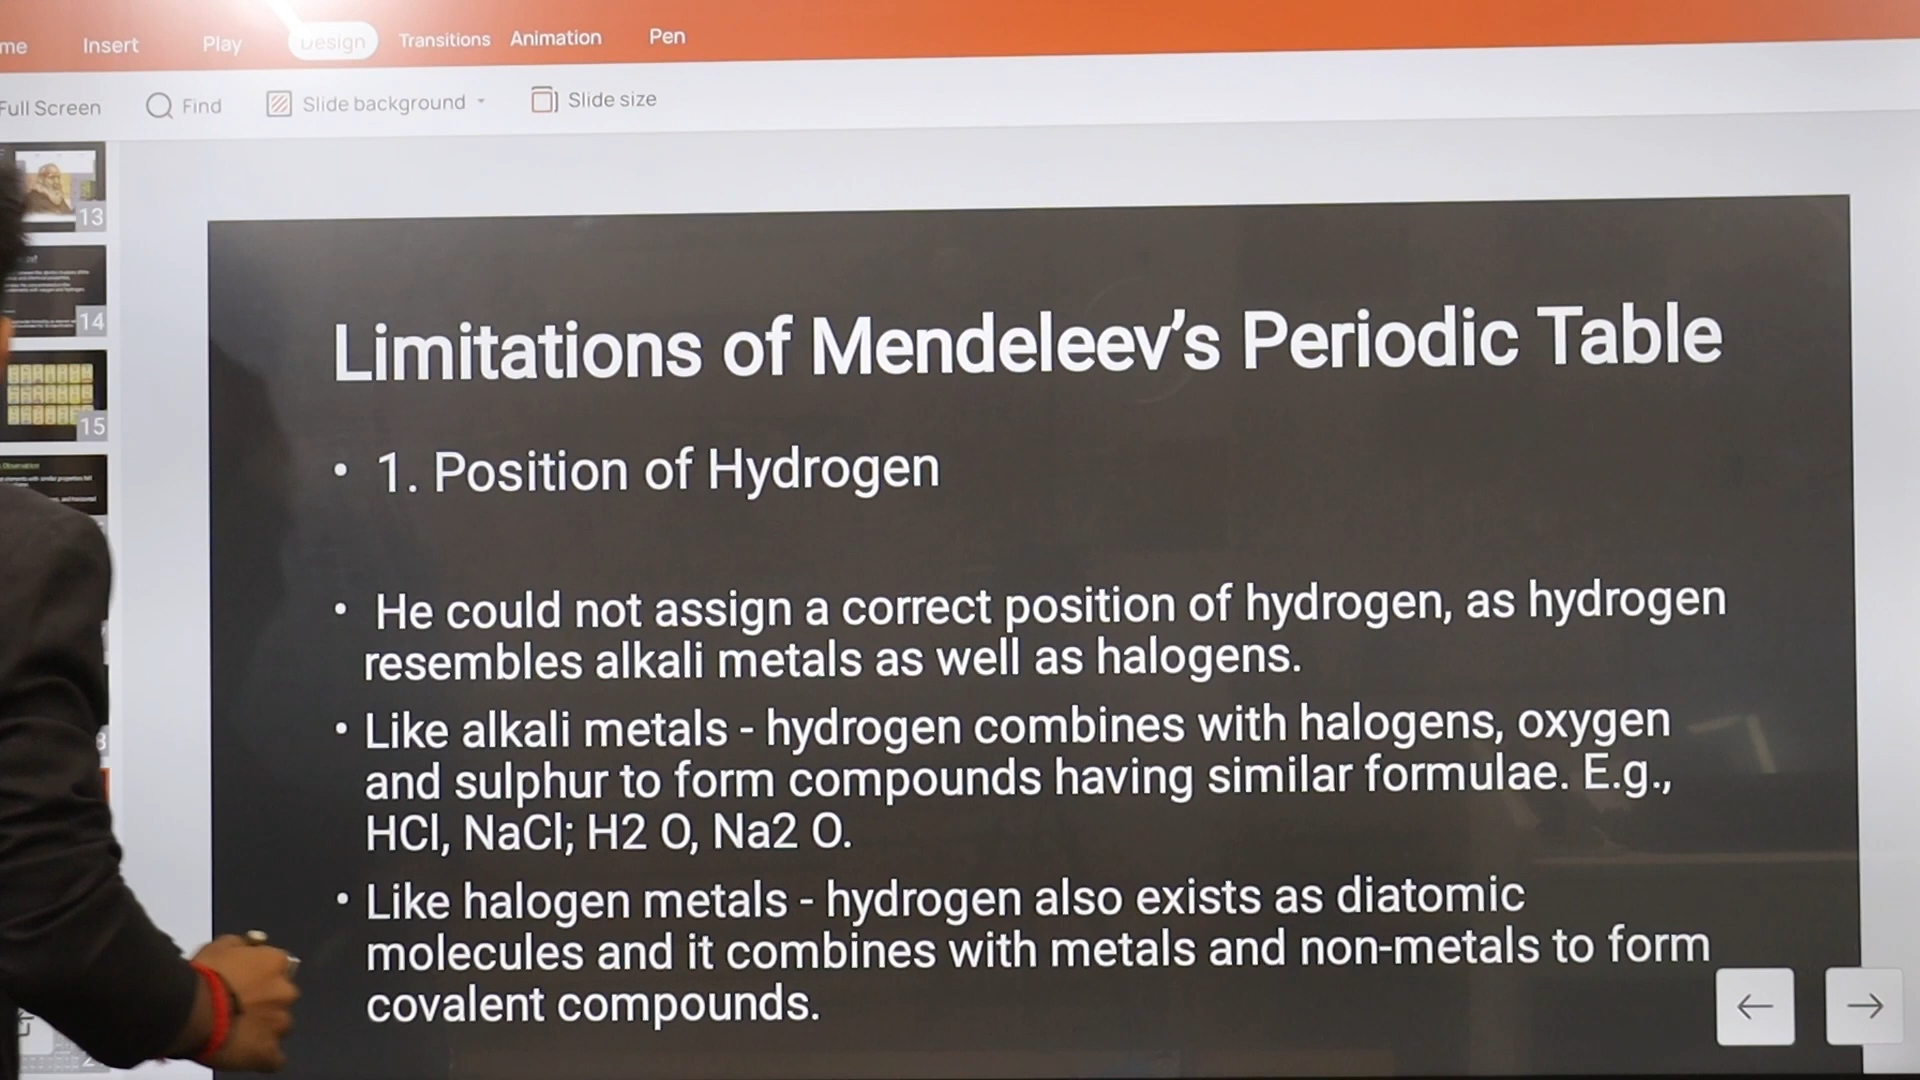 me Insert Play Design Transitions Animation Pen
Full Screen Find Slide background Slide size
13
14
15
Limitations of Mendeleev's Periodic Table
• 1. Position of Hydrogen
• He could not assign a correct position of hydrogen, as hydrogen
resembles alkali metals as well as halogens.
• Like alkali metals - hydrogen combines with halogens, oxygen
and sulphur to form compounds having similar formulae. E.g.,
HCl, NaCl; H2 O, Na2 O.
• Like halogen metals - hydrogen also exists as diatomic
molecules and it combines with metals and non-metals to form
covalent compounds.